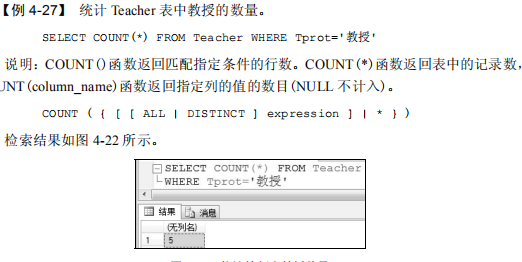 【例 4-27】 统计 Teacher 表中教授的数量。
SELECT COUNT(*) FROM Teacher WHERE Tprot='教授'
说明：COUNT()函数返回匹配指定条件的行数。COUNT(*)函数返回表中的记录数，
UNT(column_name)函数返回指定列的值的数目(NULL 不计入)。
COUNT ( { [ [ ALL | DISTINCT ] expression ] | * } )
检索结果如图 4-22 所示。
SELECT COUNT(*) FROM Teacher
WHERE Tprot='教授'
结果 消息
(无列名)
1 5